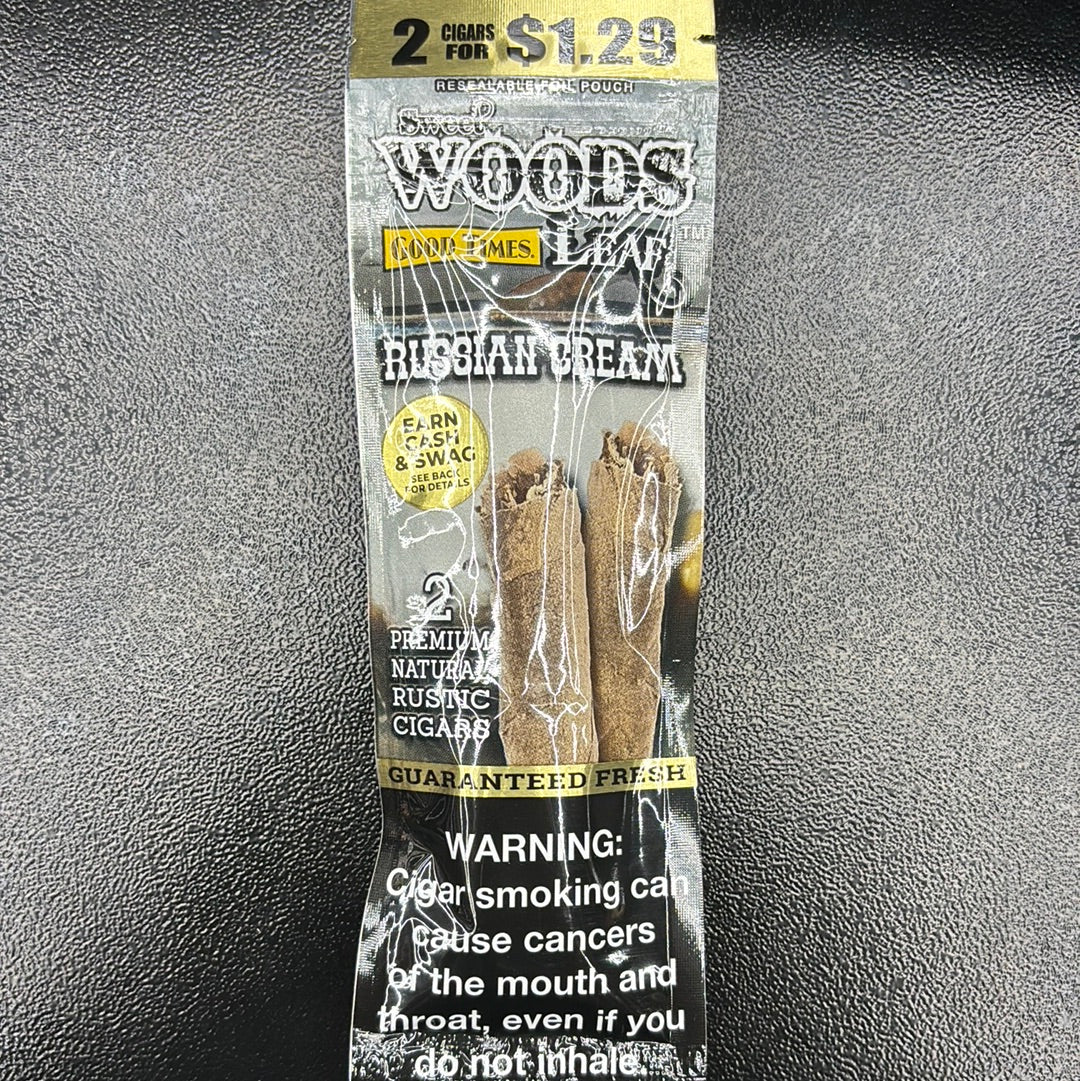 2 CIGARS FOR $1.29
RESEALABLE FOIL POUCH
Sweet
WOODS
GOOD TIMES. LEAF™
RUSSIAN CREAM
EARN
CASH
& SWAG
SEE BACK
FOR DETAILS
2
PREMIUM
NATURAL
RUSTIC
CIGARS
GUARANTEED FRESH
WARNING:
Cigar smoking can
cause cancers
of the mouth and
throat, even if you
do not inhale.